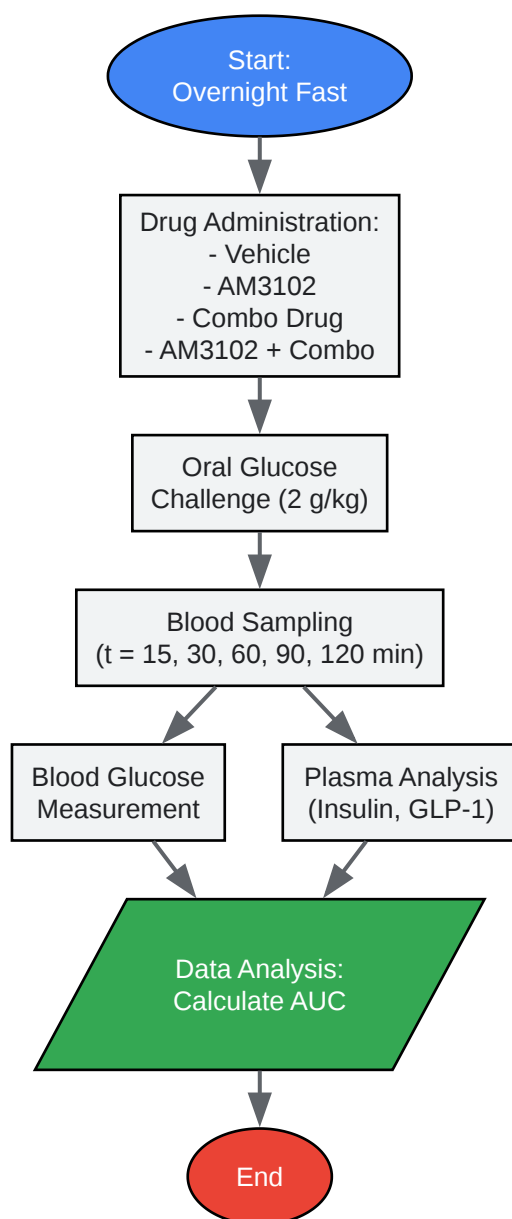 Start:
Overnight Fast
Drug Administration:
- Vehicle
- AM3102
- Combo Drug
- AM3102 + Combo
Oral Glucose
Challenge (2 g/kg)
Blood Sampling
(t = 15, 30, 60, 90, 120 min)
Blood Glucose
Measurement
Plasma Analysis
(Insulin, GLP-1)
Data Analysis:
Calculate AUC
End